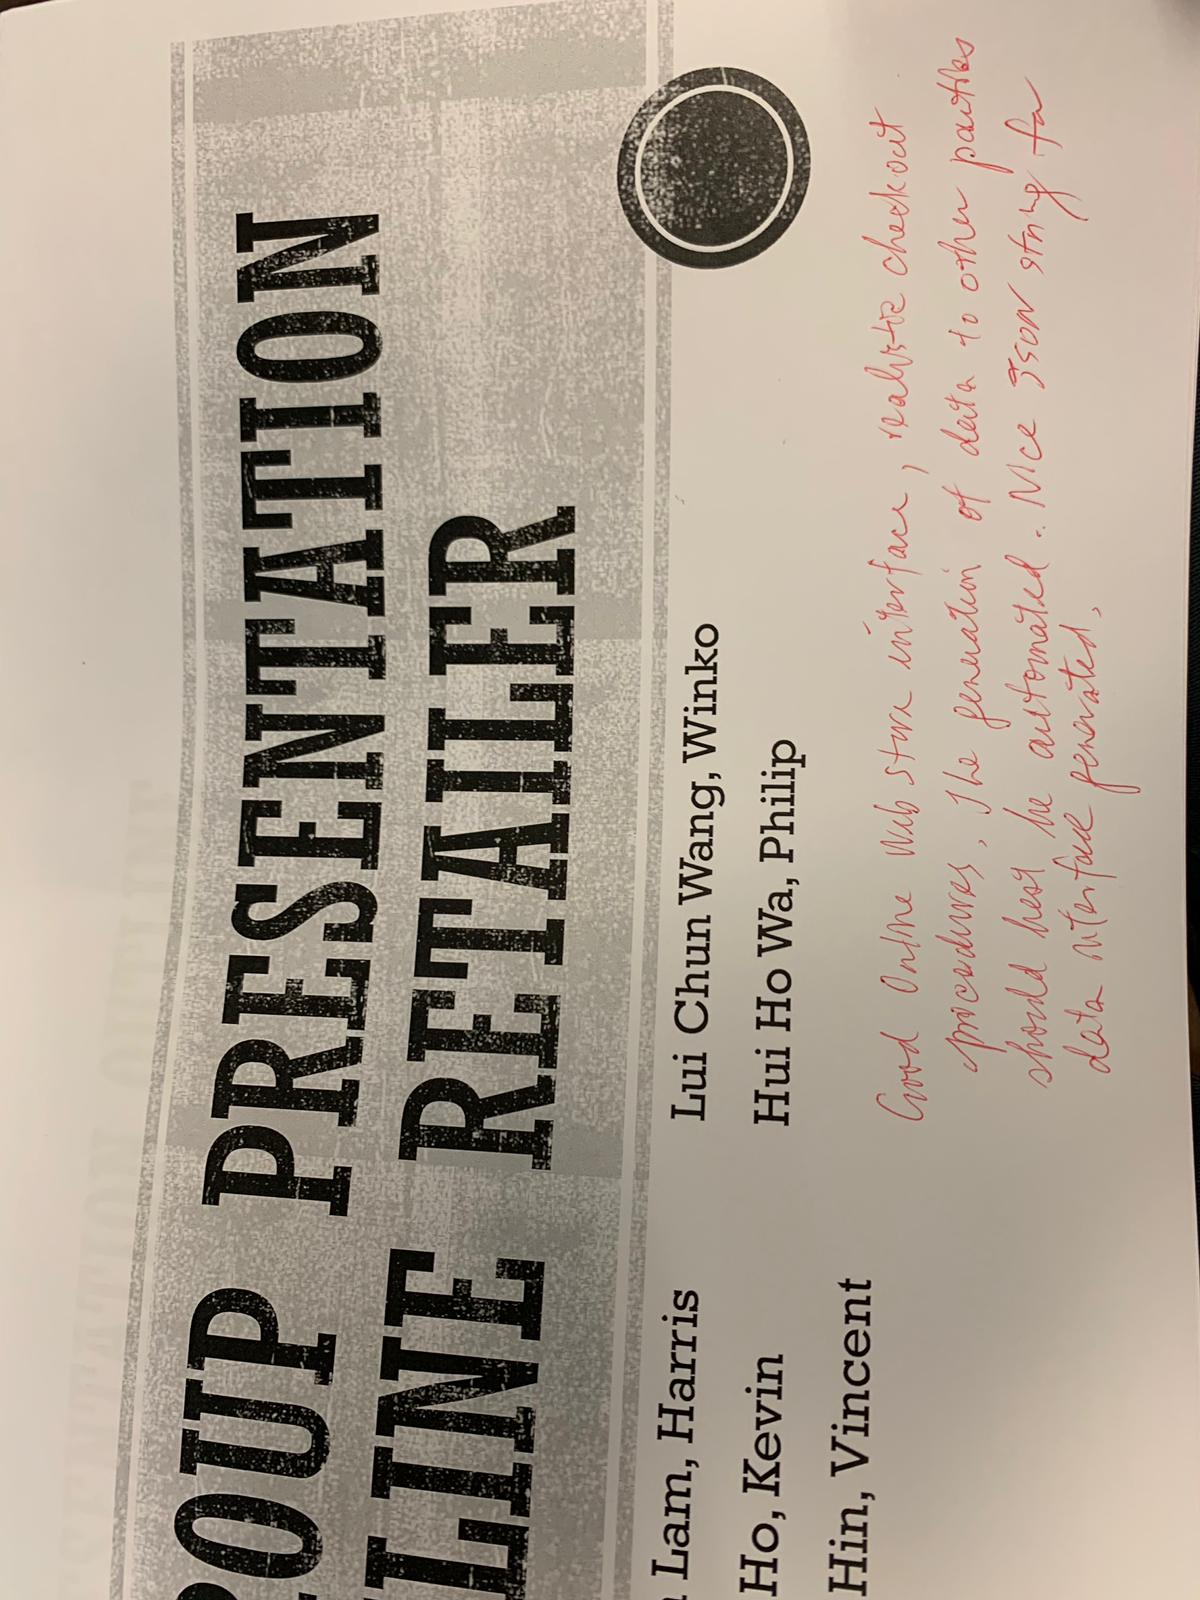 OUP PRESENTATION
LINE RETAILER
Lam, Harris
Lui Chun Wang, Winko
Ho, Kevin
Hui Ho Wa, Philip
Hin, Vincent
Good Online Web store interface, realistic checkout
procedures. The generation of data to other parties
should best be automated. Nice JSON string for
data interface generated.